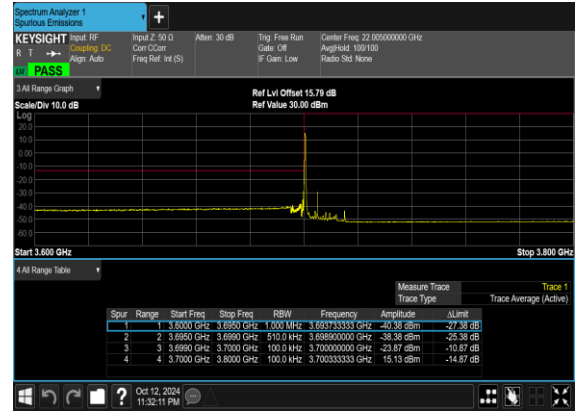 Spectrum Analyzer 1
Spurious Emissions
+
KEYSIGHT Input: RF Input Z: 50 Ω Atten: 30 dB Trig: Free Run Center Freq: 22.005000000 GHz
R T Coupling: DC Corr CCorr Gate: Off Avg|Hold: 100/100
Align: Auto Freq Ref: Int (S) IF Gain: Low Radio Std: None
PASS
3 All Range Graph
Ref Lvl Offset 15.79 dB
Scale/Div 10.0 dB Ref Value 30.00 dBm
Log
20.0
10.0
0.00
-10.0
-20.0
-30.0
-40.0
-50.0
-60.0
Start 3.600 GHz Stop 3.800 GHz
4 All Range Table
Measure Trace Trace 1
Trace Type Trace Average (Active)
Spur Range Start Freq Stop Freq RBW Frequency Amplitude ΔLimit
1 1 3.6000 GHz 3.6950 GHz 1.000 MHz 3.693733333 GHz -40.38 dBm -27.38 dB
2 2 3.6950 GHz 3.6990 GHz 510.0 kHz 3.698900000 GHz -38.38 dBm -25.38 dB
3 3 3.6990 GHz 3.7000 GHz 100.0 kHz 3.700000000 GHz -23.87 dBm -10.87 dB
4 4 3.7000 GHz 3.8000 GHz 100.0 kHz 3.700333333 GHz 15.13 dBm -14.87 dB
?
Oct 12, 2024
11:32:11 PM